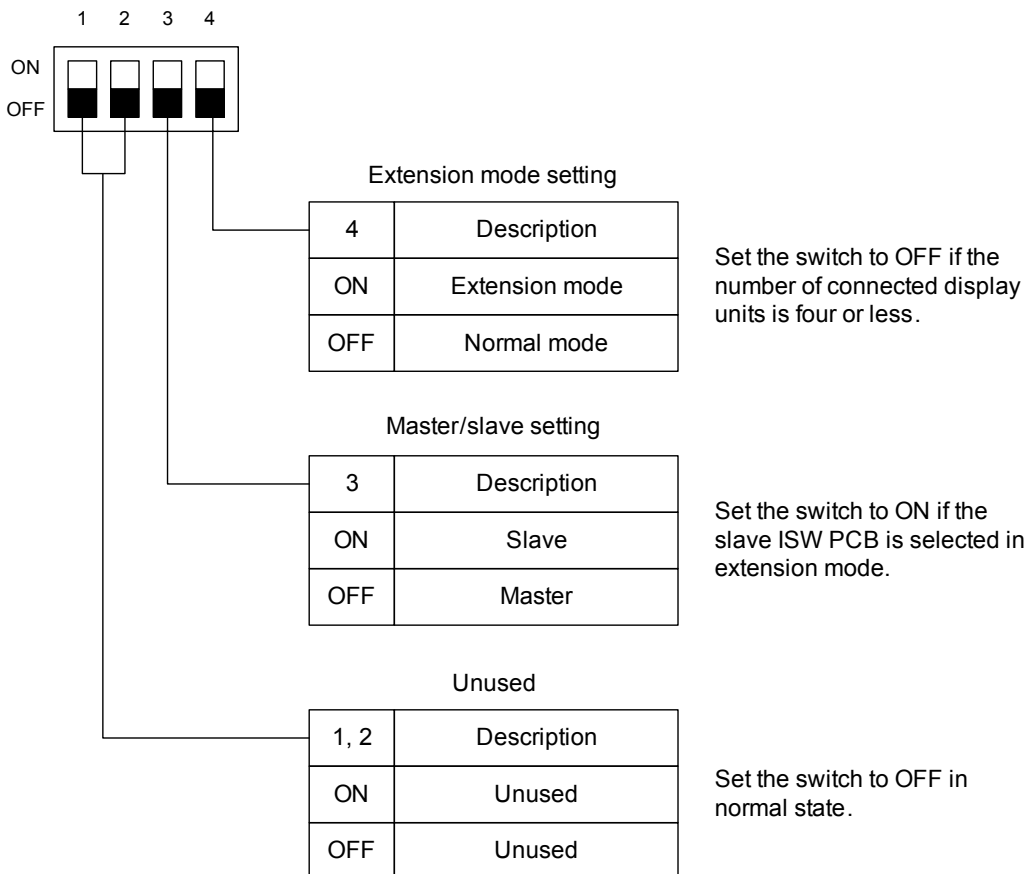 1 2 3 4
ON
OFF
Extension mode setting
4 Description
ON Extension mode
OFF Normal mode
Set the switch to OFF if the
number of connected display
units is four or less.
Master/slave setting
3 Description
ON Slave
OFF Master
Set the switch to ON if the
slave ISW PCB is selected in
extension mode.
Unused
1, 2 Description
ON Unused
OFF Unused
Set the switch to OFF in
normal state.